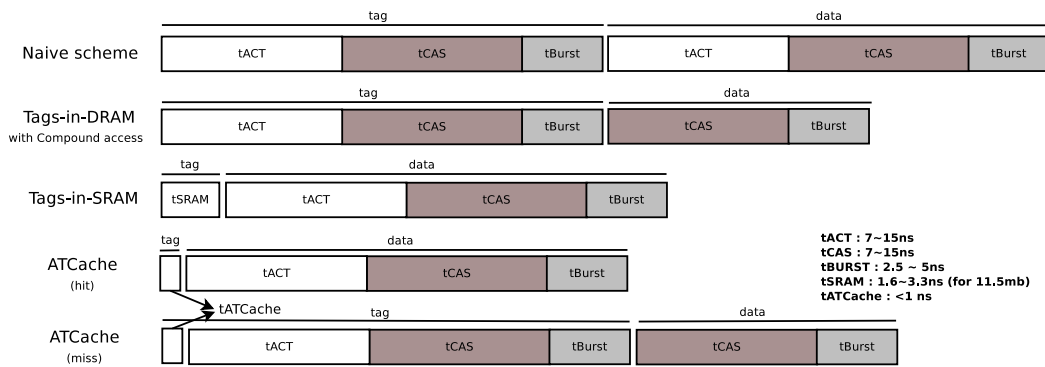 tag data
Naive scheme tACT tCAS tBurst tACT tCAS tBurst
tag data
Tags-in-DRAM
with Compound access
tACT tCAS tBurst tCAS tBurst
tag data
Tags-in-SRAM tSRAM tACT tCAS tBurst
tag data
ATCache
(hit)
tACT tCAS tBurst
tACT : 7~15ns
tCAS : 7~15ns
tBURST : 2.5 ~ 5ns
tSRAM : 1.6~3.3ns (for 11.5mb)
tATCache : <1 ns
tATCache
tag data
ATCache
(miss)
tACT tCAS tBurst tCAS tBurst